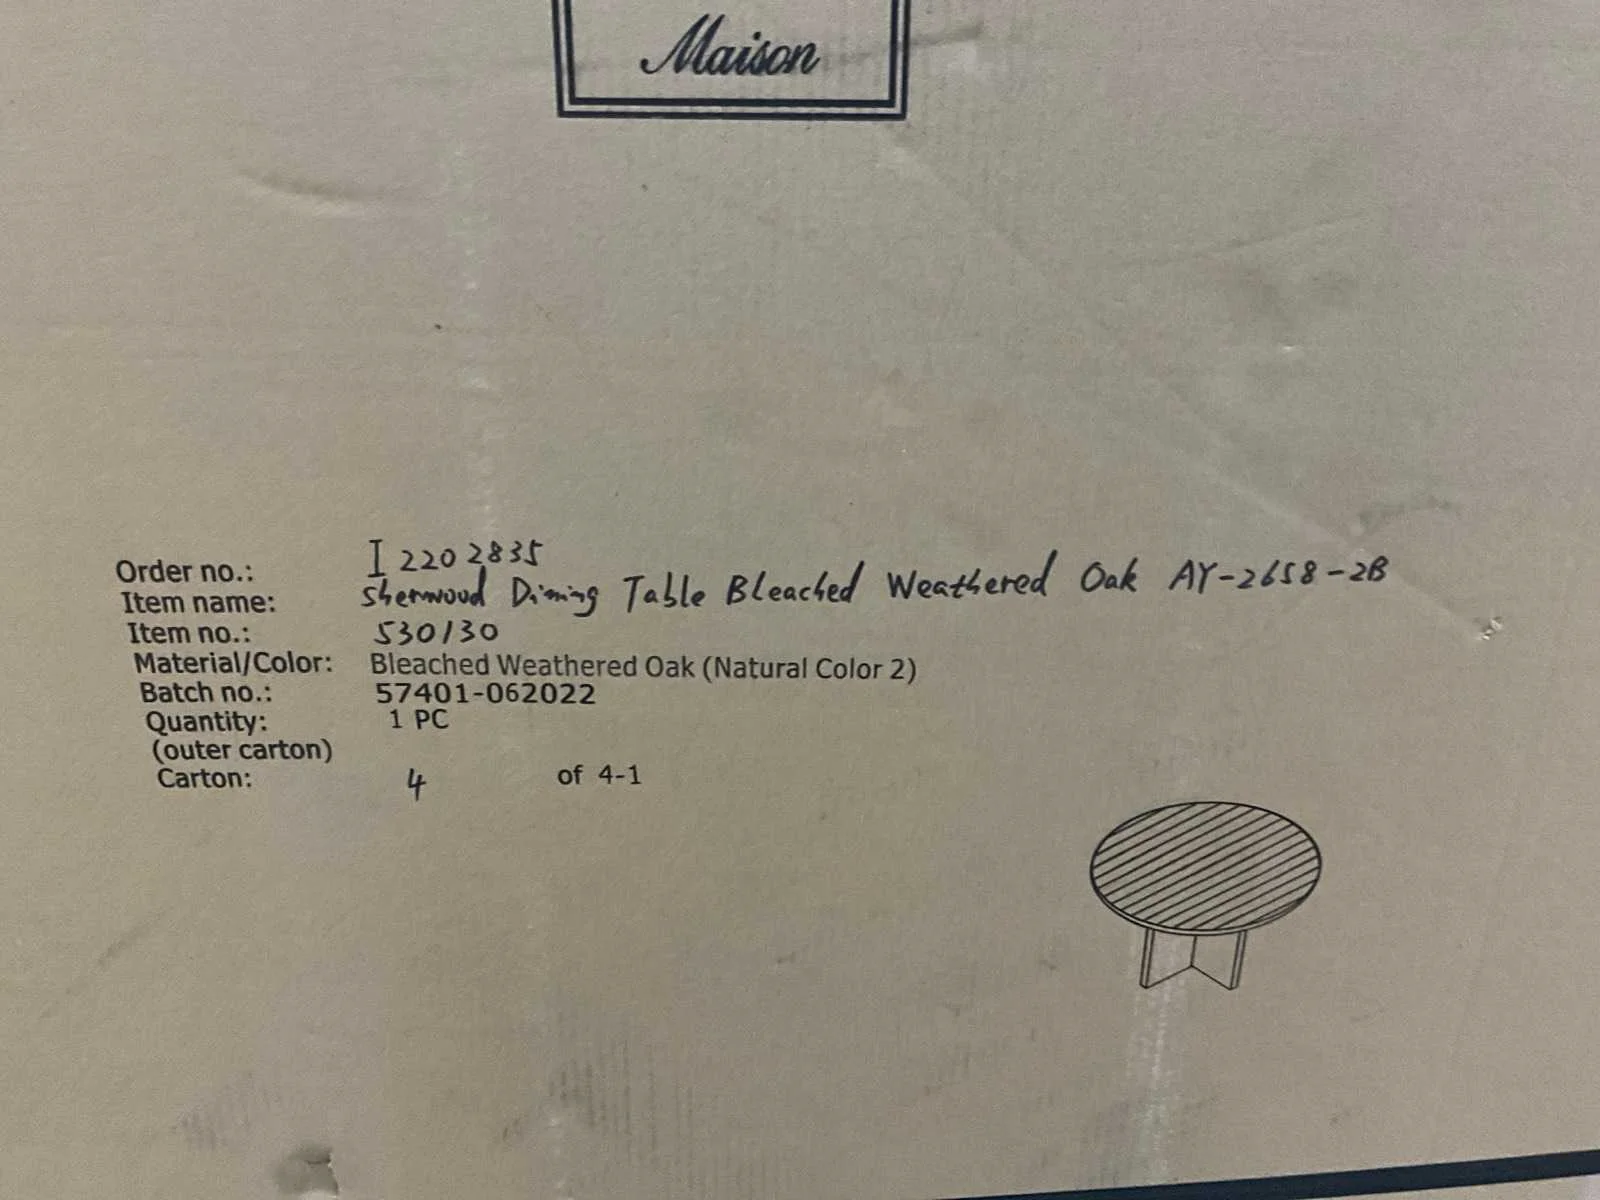 Maison
Order no.: I 2202835
Item name: Sherwood Dining Table Bleached Weathered Oak AY-2658-2B
Item no.: 530130
Material/Color: Bleached Weathered Oak (Natural Color 2)
Batch no.: 57401-062022
Quantity: 1 PC
(outer carton)
Carton: 4 of 4-1